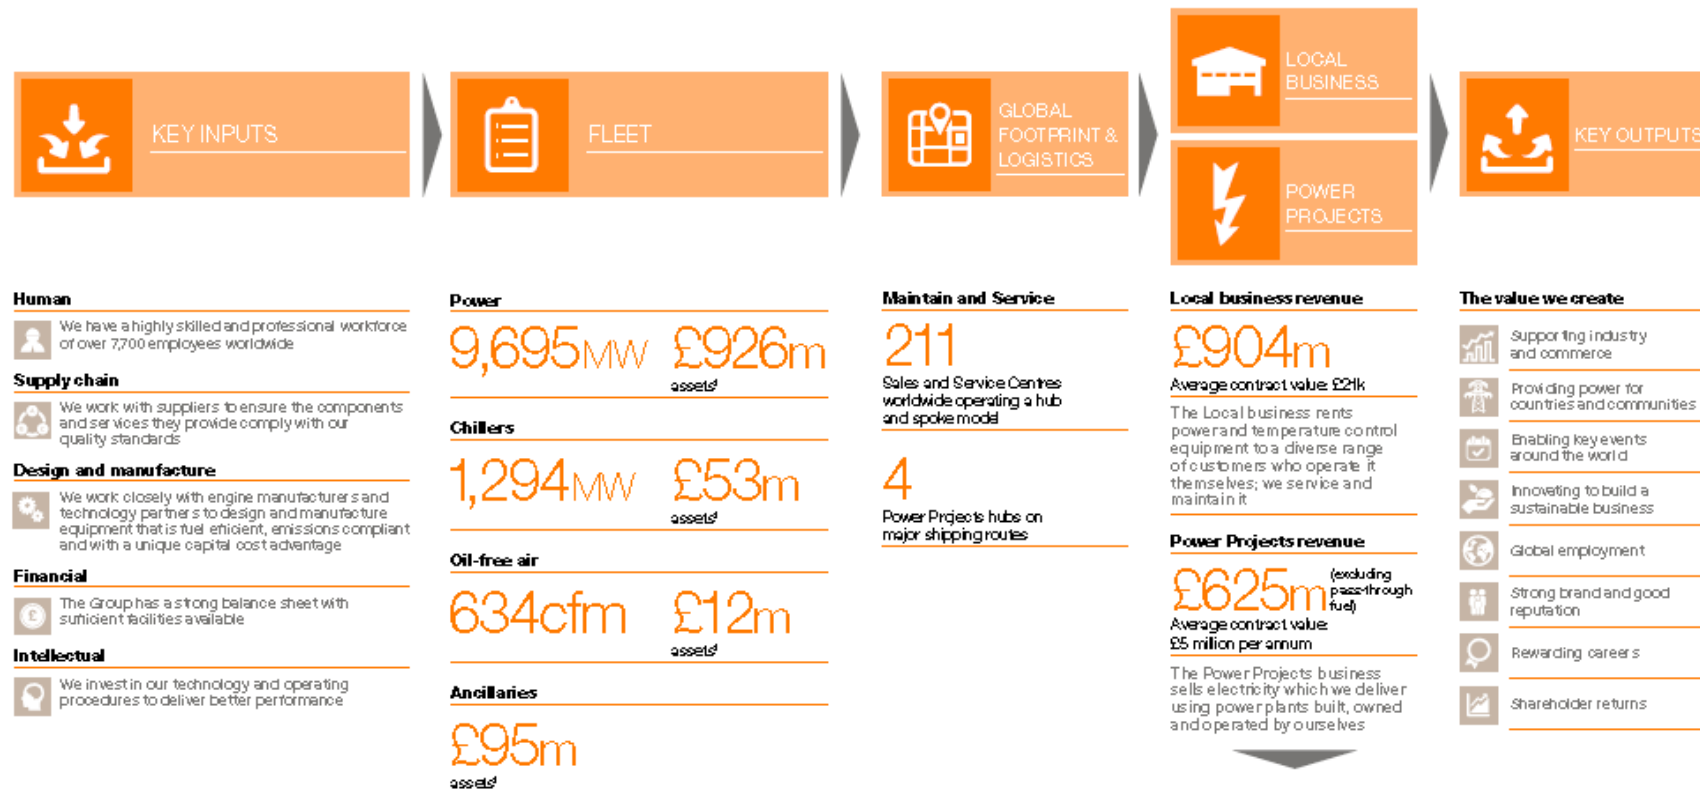 KEY INPUTS
FLEET
GLOBAL
FOOTPRINT &
LOGISTICS
LOCAL
BUSINESS
POWER
PROJECTS
KEY OUTPUTS
Human
We have a highly skilled and professional workforce
of over 7,700 employees worldwide
Supply chain
We work with suppliers to ensure the components
and services they provide comply with our
quality standards
Design and manufacture
We work closely with engine manufacturers and
technology partners to design and manufacture
equipment that is fuel efficient, emissions compliant
and with a unique capital cost advantage
Financial
The Group has a strong balance sheet with
sufficient facilities available
Intellectual
We invest in our technology and operating
procedures to deliver better performance
Power
9,695MW £926m
assets¹
Chillers
1,294MW £53m
assets¹
Oil-free air
634cfm £12m
assets¹
Ancillaries
£95m
assets¹
Maintain and Service
211
Sales and Service Centres
worldwide operating a hub
and spoke model
4
Power Projects hubs on
major shipping routes
Local business revenue
£904m
Average contract value: £21k
The Local business rents
power and temperature control
equipment to a diverse range
of customers who operate it
themselves; we service and
maintain it
Power Projects revenue
£625m (excluding
pass-through
fuel)
Average contract value:
£5 million per annum
The Power Projects business
sells electricity which we deliver
using power plants built, owned
and operated by ourselves
The value we create
Supporting industry
and commerce
Providing power for
countries and communities
Enabling key events
around the world
Innovating to build a
sustainable business
Global employment
Strong brand and good
reputation
Rewarding careers
Shareholder returns